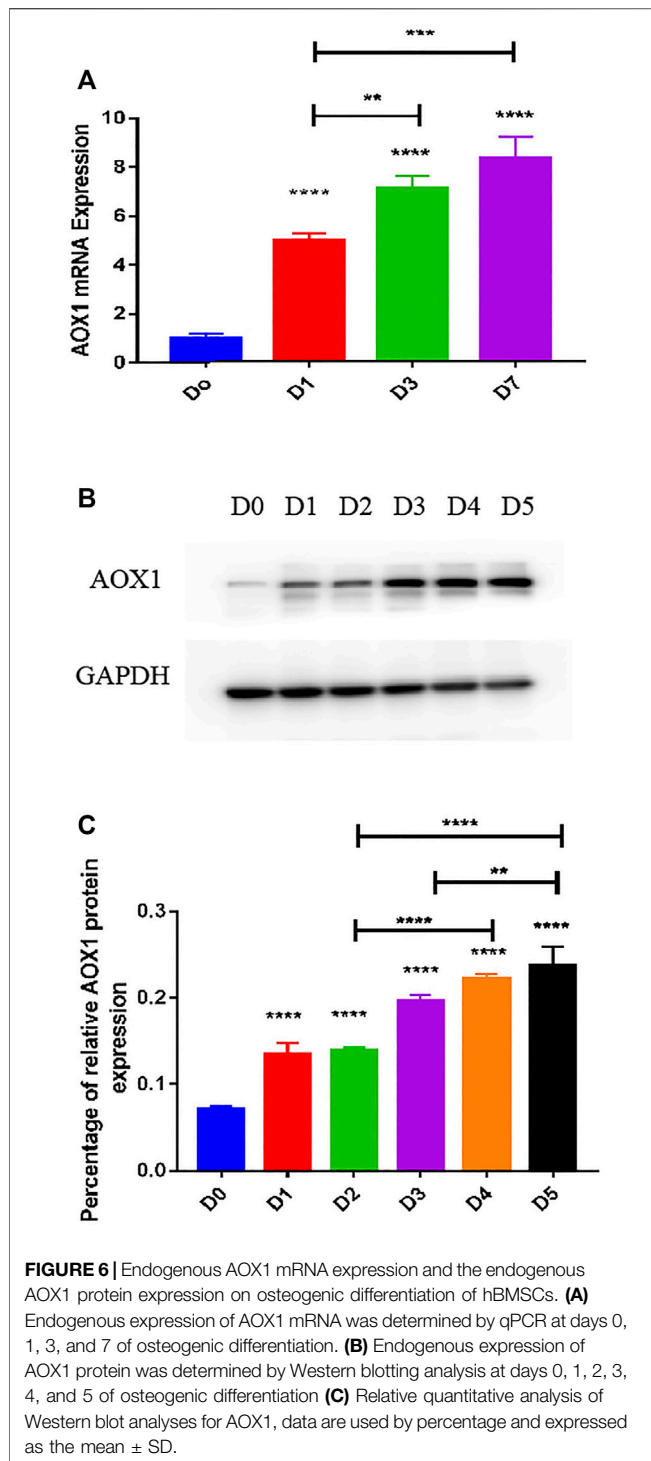 A
***
**
****
****
****
AOX1 mRNA Expression
10
8
6
4
2
0
Do
D1
D3
D7
B
D0 D1 D2 D3 D4 D5
AOX1
GAPDH
C
****
**
****
****
****
****
****
****
Percentage of relative AOX1 protein
expression
0.3
0.2
0.1
0.0
D0
D1
D2
D3
D4
D5
FIGURE 6 | Endogenous AOX1 mRNA expression and the endogenous
AOX1 protein expression on osteogenic differentiation of hBMSCs. (A)
Endogenous expression of AOX1 mRNA was determined by qPCR at days 0,
1, 3, and 7 of osteogenic differentiation. (B) Endogenous expression of
AOX1 protein was determined by Western blotting analysis at days 0, 1, 2, 3,
4, and 5 of osteogenic differentiation (C) Relative quantitative analysis of
Western blot analyses for AOX1, data are used by percentage and expressed
as the mean ± SD.